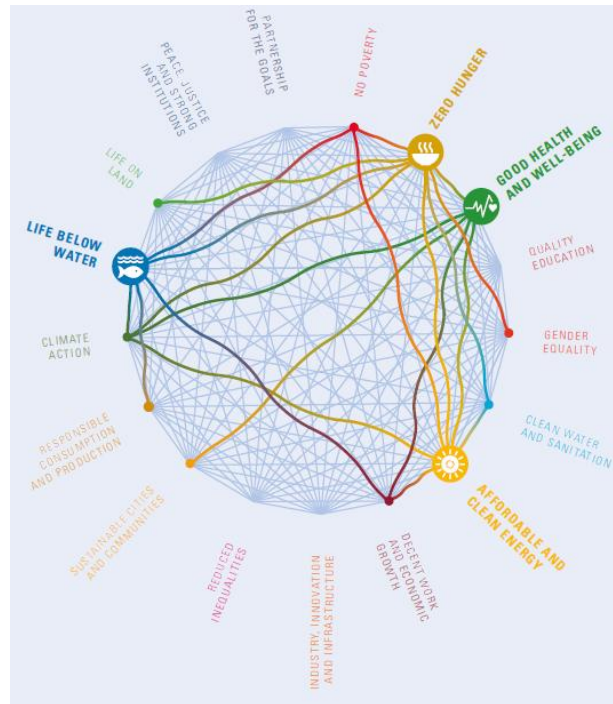 NO POVERTY
ZERO HUNGER
GOOD HEALTH
AND WELL-BEING
QUALITY
EDUCATION
GENDER
EQUALITY
CLEAN WATER
AND SANITATION
AFFORDABLE AND
CLEAN ENERGY
DECENT WORK
AND ECONOMIC
GROWTH
INDUSTRY, INNOVATION
AND INFRASTRUCTURE
REDUCED
INEQUALITIES
SUSTAINABLE CITIES
AND COMMUNITIES
RESPONSIBLE
CONSUMPTION
AND PRODUCTION
CLIMATE
ACTION
LIFE BELOW
WATER
LIFE ON
LAND
PEACE, JUSTICE
AND STRONG
INSTITUTIONS
PARTNERSHIP
FOR THE GOALS